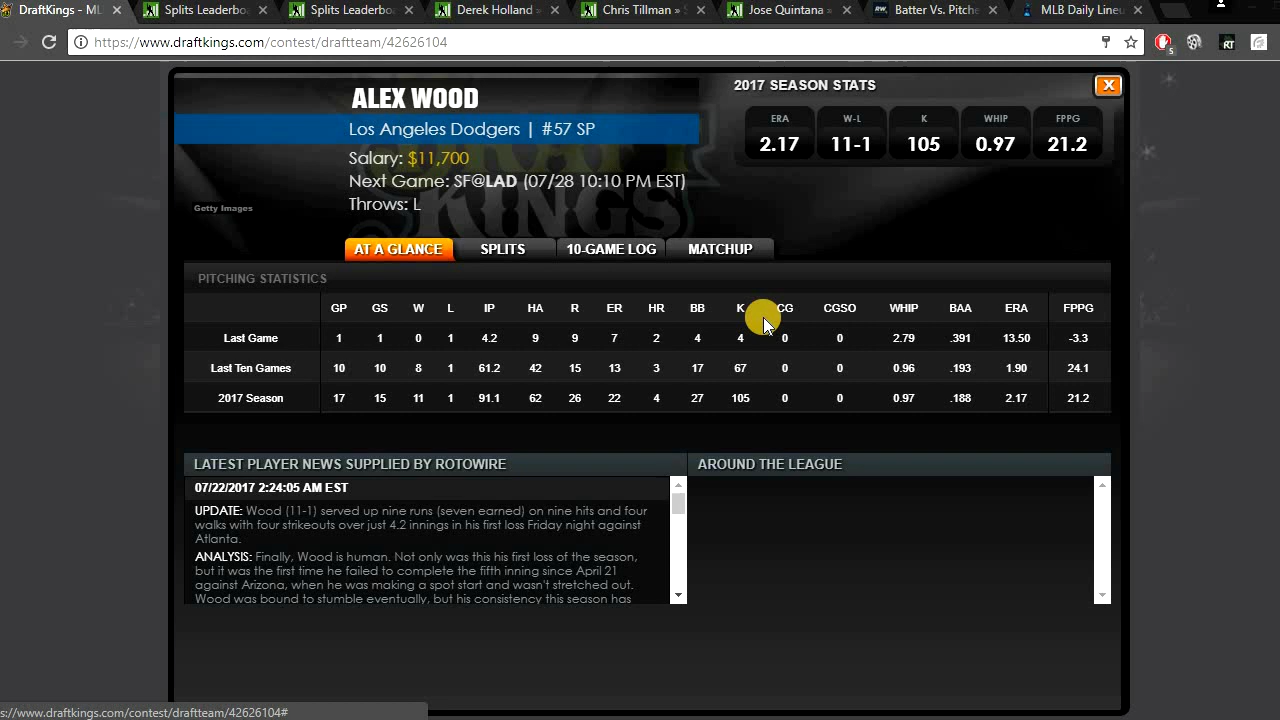 DraftKings - ML
Splits Leaderboa
Splits Leaderboa
Derek Holland »
Chris Tillman » S
Jose Quintana »
Batter Vs. Pitche
MLB Daily Lineu
https://www.draftkings.com/contest/draftteam/42626104
5
RT
ALEX WOOD
2017 SEASON STATS
X
ERA W-L K WHIP FPPG
2.17 11-1 105 0.97 21.2
Los Angeles Dodgers | #57 SP
Salary: $11,700
Next Game: SF@LAD (07/28 10:10 PM EST)
Throws: L
Getty Images
DRAFT
KINGS
AT A GLANCE SPLITS 10-GAME LOG MATCHUP
PITCHING STATISTICS
GP GS W L IP HA R ER HR BB K CG CGSO WHIP BAA ERA FPPG
Last Game 1 1 0 1 4.2 9 9 7 2 4 4 0 0 2.79 .391 13.50 -3.3
Last Ten Games 10 10 8 1 61.2 42 15 13 3 17 67 0 0 0.96 .193 1.90 24.1
2017 Season 17 15 11 1 91.1 62 26 22 4 27 105 0 0 0.97 .188 2.17 21.2
LATEST PLAYER NEWS SUPPLIED BY ROTOWIRE
AROUND THE LEAGUE
07/22/2017 2:24:05 AM EST
UPDATE: Wood (11-1) served up nine runs (seven earned) on nine hits and four
walks with four strikeouts over just 4.2 innings in his first loss Friday night against
Atlanta.
ANALYSIS: Finally, Wood is human. Not only was this his first loss of the season,
but it was the first time he failed to complete the fifth inning since April 21
against Arizona, when he was making a spot start and wasn't stretched out.
Wood was bound to stumble eventually, but his consistency this season has
s://www.draftkings.com/contest/draftteam/42626104#